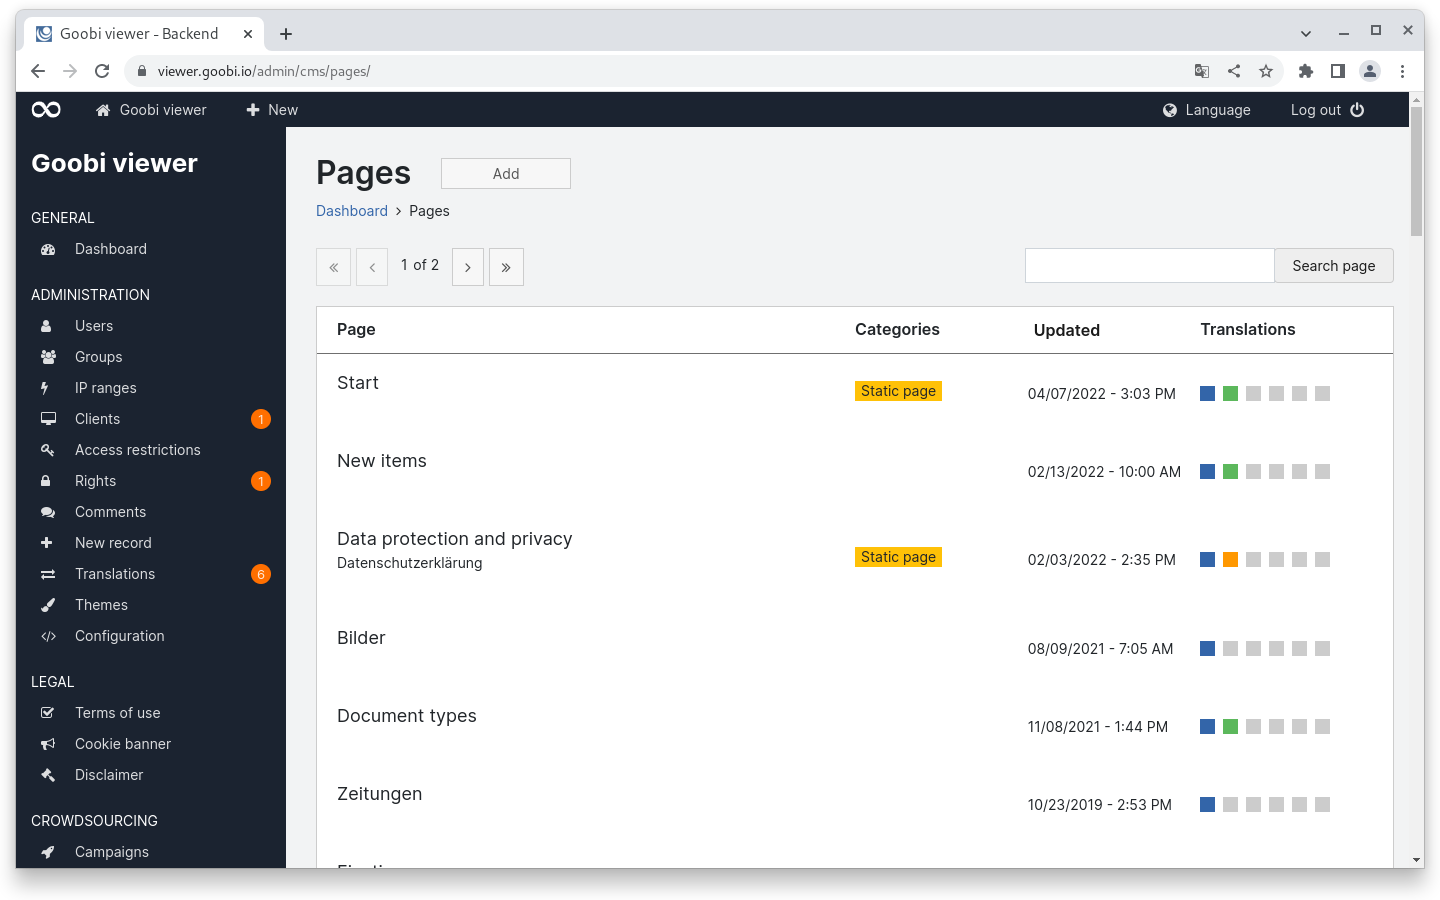 Goobi viewer - Backend
viewer.goobi.io/admin/cms/pages/
Goobi viewer
New
Language
Log out
Goobi viewer
GENERAL
Dashboard
ADMINISTRATION
Users
Groups
IP ranges
Clients 1
Access restrictions
Rights 1
Comments
New record
Translations 6
Themes
Configuration
LEGAL
Terms of use
Cookie banner
Disclaimer
CROWDSOURCING
Campaigns
Pages
Add
Dashboard › Pages
« ‹ 1 of 2 › »
Search page
Page Categories Updated Translations
Start Static page 04/07/2022 - 3:03 PM
New items 02/13/2022 - 10:00 AM
Data protection and privacy
Datenschutzerklärung Static page 02/03/2022 - 2:35 PM
Bilder 08/09/2021 - 7:05 AM
Document types 11/08/2021 - 1:44 PM
Zeitungen 10/23/2019 - 2:53 PM